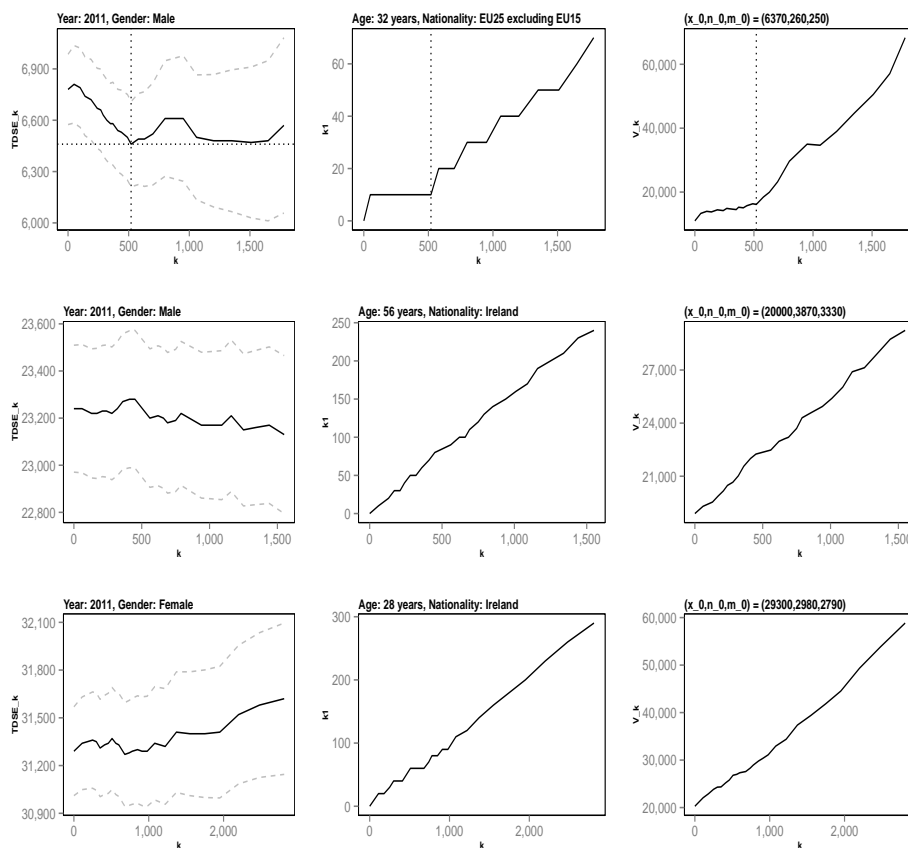 Year: 2011, Gender: Male
Age: 32 years, Nationality: EU25 excluding EU15
(x_0,n_0,m_0) = (6370,260,250)
6,900
6,600
6,300
6,000
TDSE_k
0
500
1,000
1,500
k
60
40
20
0
k1
0
500
1,000
1,500
k
60,000
40,000
20,000
V_k
0
500
1,000
1,500
k
Year: 2011, Gender: Male
Age: 56 years, Nationality: Ireland
(x_0,n_0,m_0) = (20000,3870,3330)
23,600
23,400
23,200
23,000
22,800
TDSE_k
0
500
1,000
1,500
k
250
200
150
100
50
0
k1
0
500
1,000
1,500
k
27,000
24,000
21,000
V_k
0
500
1,000
1,500
k
Year: 2011, Gender: Female
Age: 28 years, Nationality: Ireland
(x_0,n_0,m_0) = (29300,2980,2790)
32,100
31,800
31,500
31,200
30,900
TDSE_k
0
1,000
2,000
k
300
200
100
0
k1
0
1,000
2,000
k
60,000
50,000
40,000
30,000
20,000
V_k
0
1,000
2,000
k